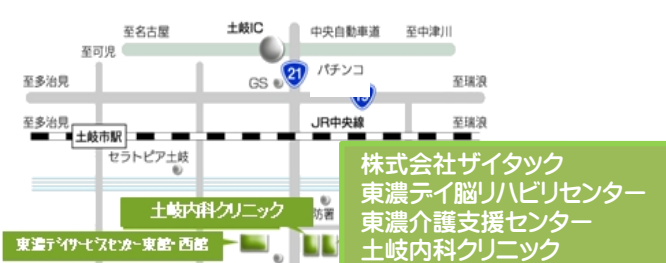 至名古屋
土岐IC
中央自動車道
至中津川
至可児
21
パチンコ
至多治見
GS
至瑞浪
至多治見
JR中央線
至瑞浪
土岐市駅
セラトピア土岐
株式会社ザイタック
東濃デイ脳リハビリセンター
東濃介護支援センター
土岐内科クリニック
土岐内科クリニック
防署
東濃デイサービスセンター東館・西館